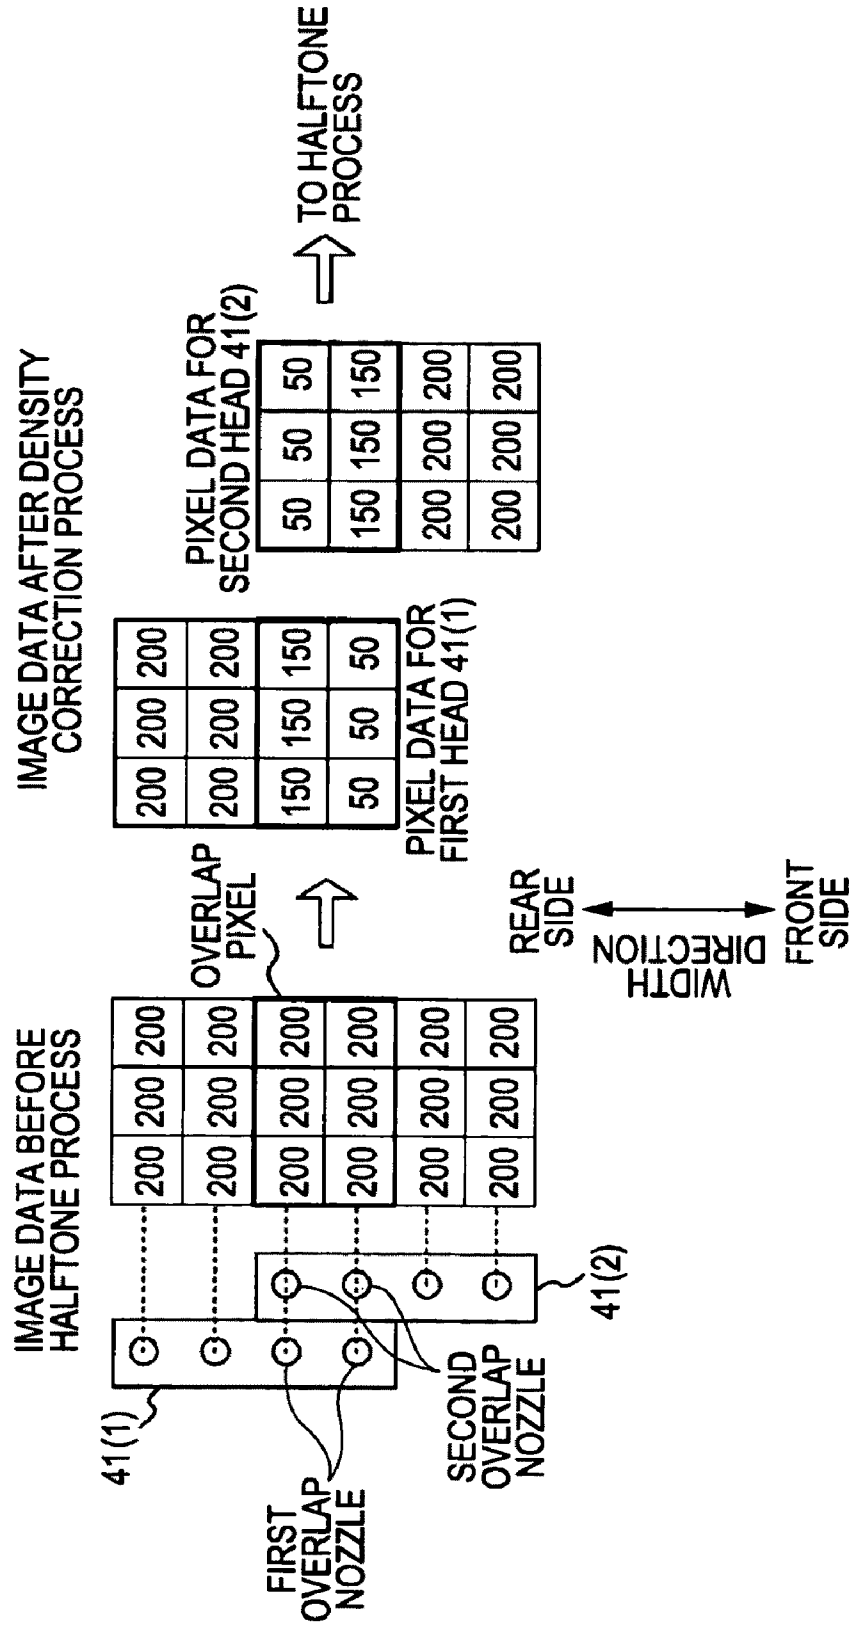 IMAGE DATA BEFORE
HALFTONE PROCESS
IMAGE DATA AFTER DENSITY
CORRECTION PROCESS
41(1)
FIRST
OVERLAP
NOZZLE
SECOND
OVERLAP
NOZZLE
41(2)
200 200 200
200 200 200
200 200 200
200 200 200
200 200 200
200 200 200
OVERLAP
PIXEL
200 200 200
200 200 200
150 150 150
50 50 50
PIXEL DATA FOR
FIRST HEAD 41(1)
PIXEL DATA FOR
SECOND HEAD 41(2)
50 50 50
150 150 150
200 200 200
200 200 200
TO HALFTONE
PROCESS
REAR
SIDE
WIDTH
DIRECTION
FRONT
SIDE